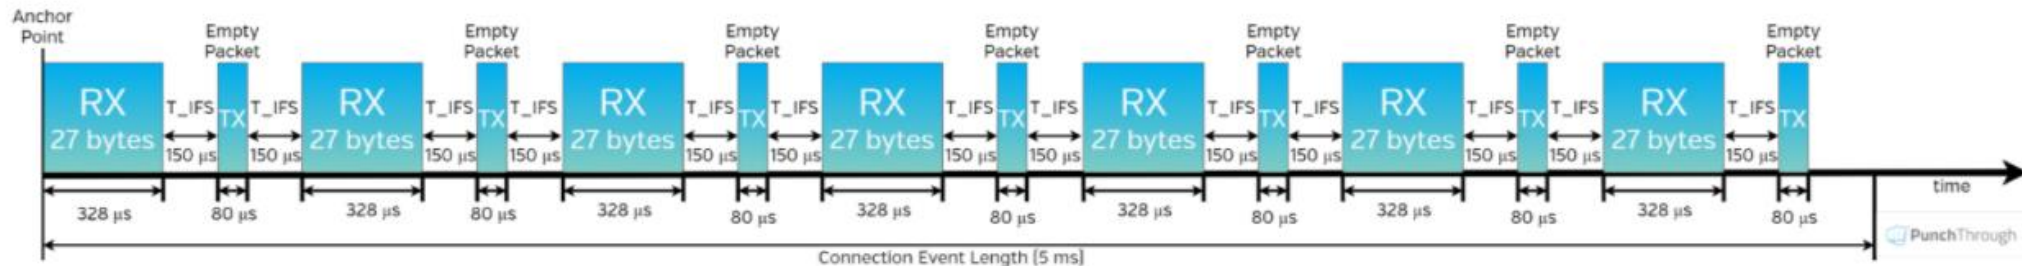 Anchor
Point
Empty
Packet
Empty
Packet
Empty
Packet
Empty
Packet
Empty
Packet
Empty
Packet
Empty
Packet
RX
27 bytes
T_IFS
150 µs
TX
T_IFS
150 µs
RX
27 bytes
T_IFS
150 µs
TX
T_IFS
150 µs
RX
27 bytes
T_IFS
150 µs
TX
T_IFS
150 µs
RX
27 bytes
T_IFS
150 µs
TX
T_IFS
150 µs
RX
27 bytes
T_IFS
150 µs
TX
T_IFS
150 µs
RX
27 bytes
T_IFS
150 µs
TX
T_IFS
150 µs
RX
27 bytes
T_IFS
150 µs
TX
time
328 µs
80 µs
328 µs
80 µs
328 µs
80 µs
328 µs
80 µs
328 µs
80 µs
328 µs
80 µs
328 µs
80 µs
Connection Event Length [5 ms]
PunchThrough